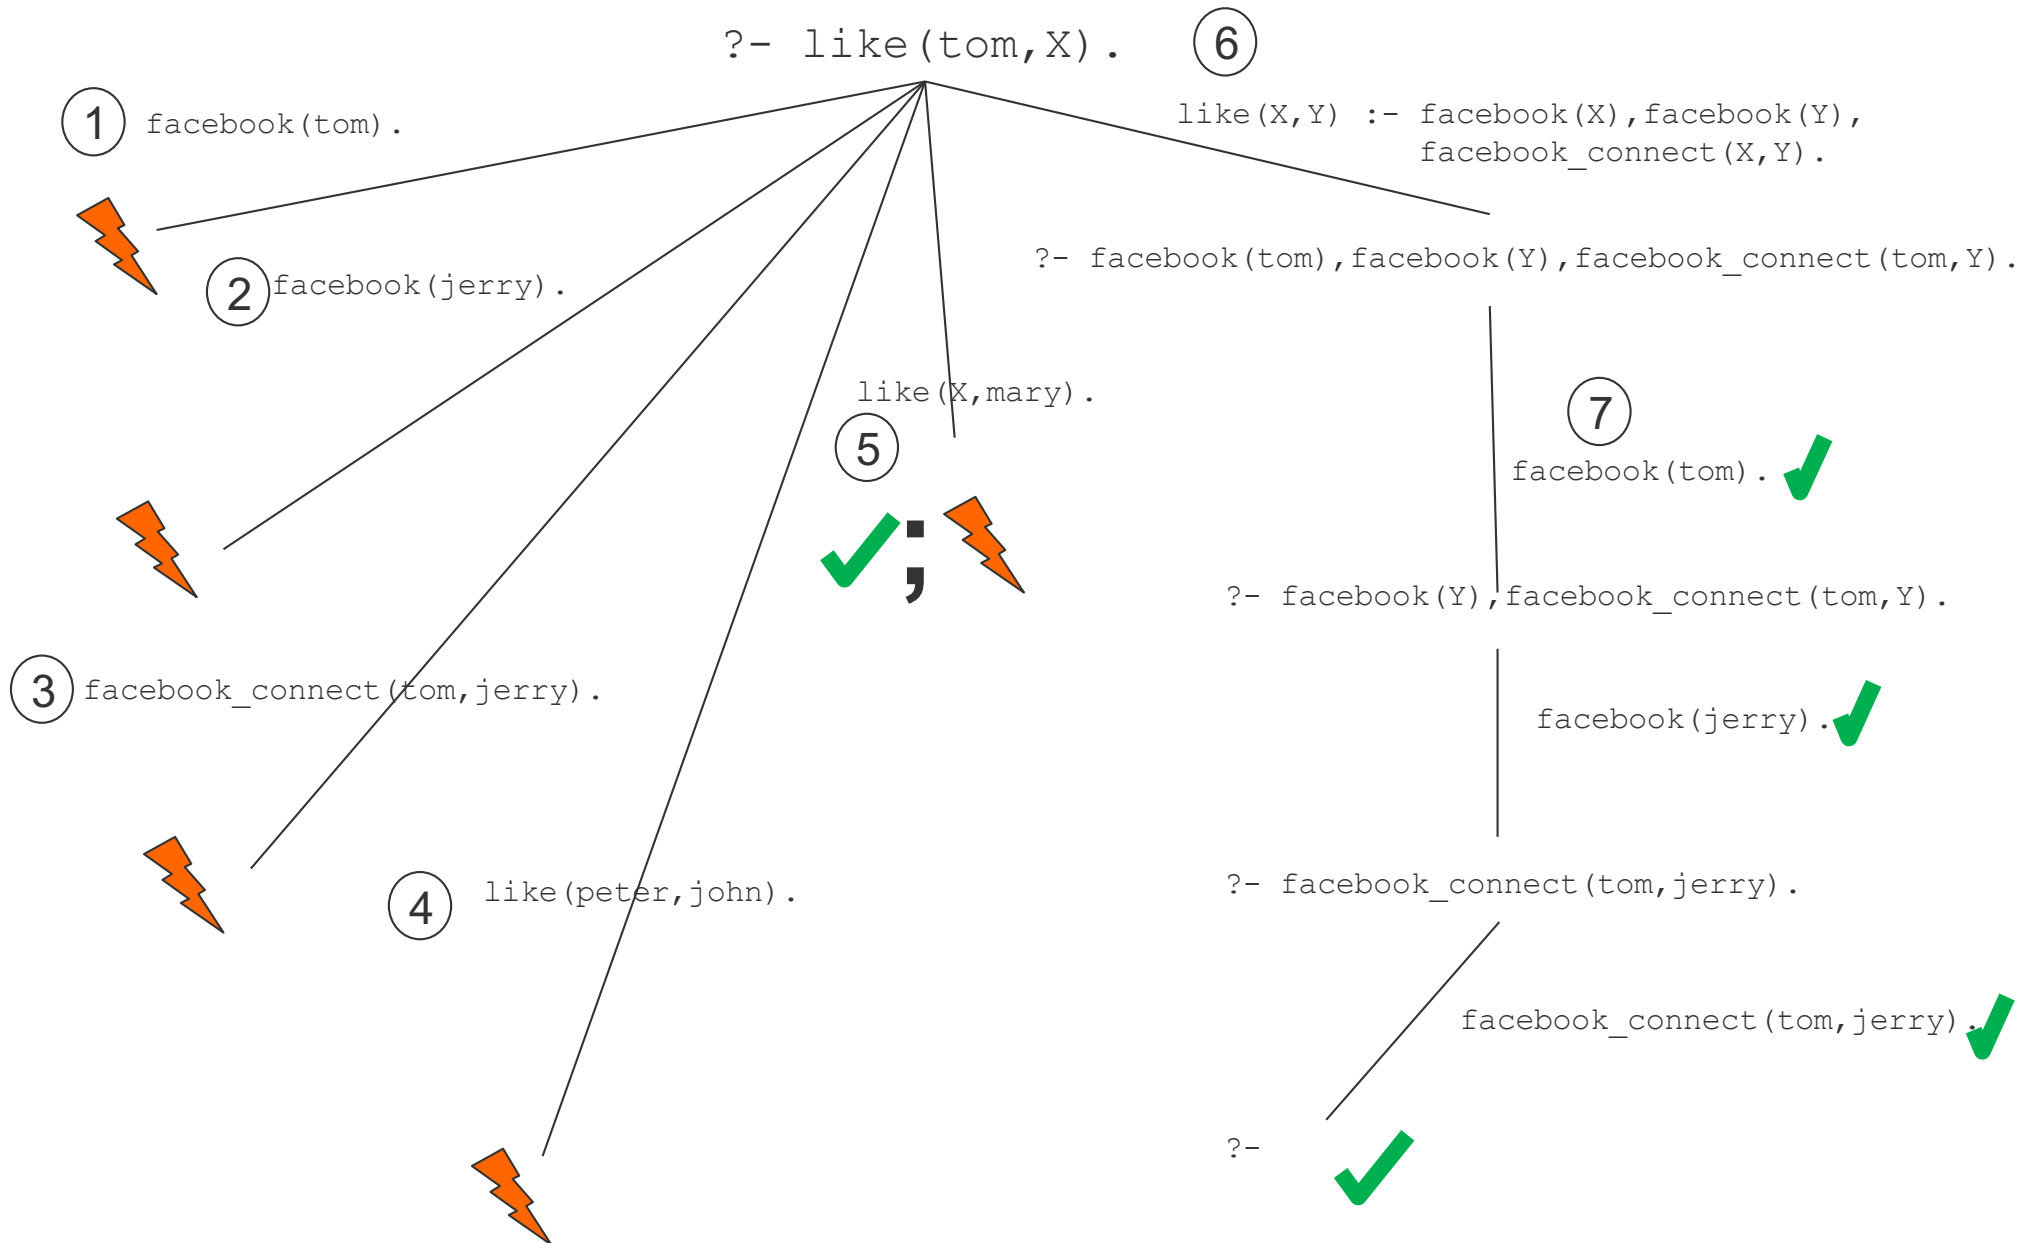 ?- like(tom,X).
6
1
facebook(tom).
like(X,Y) :- facebook(X),facebook(Y),
facebook_connect(X,Y).
2
facebook(jerry).
?- facebook(tom),facebook(Y),facebook_connect(tom,Y).
like(X,mary).
5
;
7
facebook(tom).
?- facebook(Y),facebook_connect(tom,Y).
3
facebook_connect(tom,jerry).
facebook(jerry).
4
like(peter,john).
?- facebook_connect(tom,jerry).
facebook_connect(tom,jerry).
?-